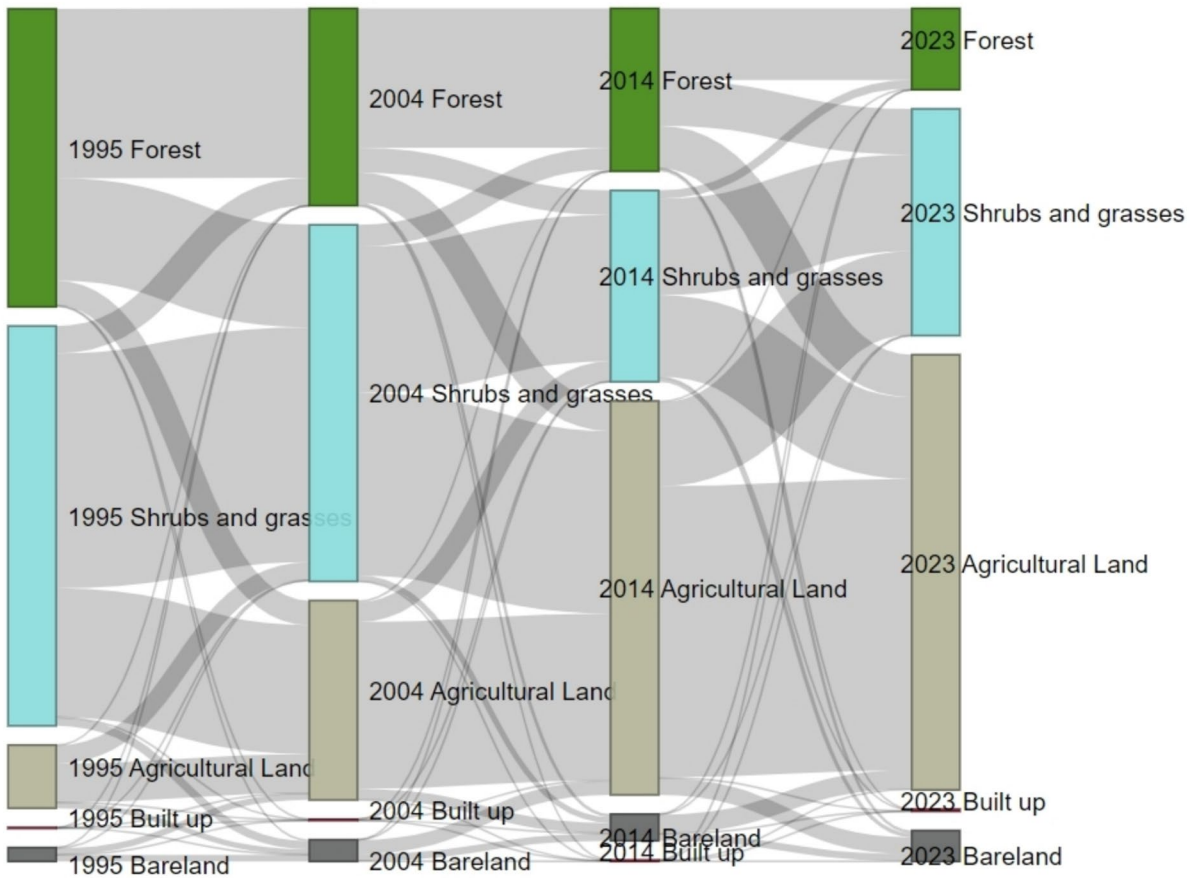 1995 Forest
1995 Shrubs and grasses
1995 Agricultural Land
1995 Built up
1995 Bareland
2004 Forest
2004 Shrubs and grasses
2004 Agricultural Land
2004 Built up
2004 Bareland
2014 Forest
2014 Shrubs and grasses
2014 Agricultural Land
2014 Bareland
2014 Built up
2023 Forest
2023 Shrubs and grasses
2023 Agricultural Land
2023 Built up
2023 Bareland